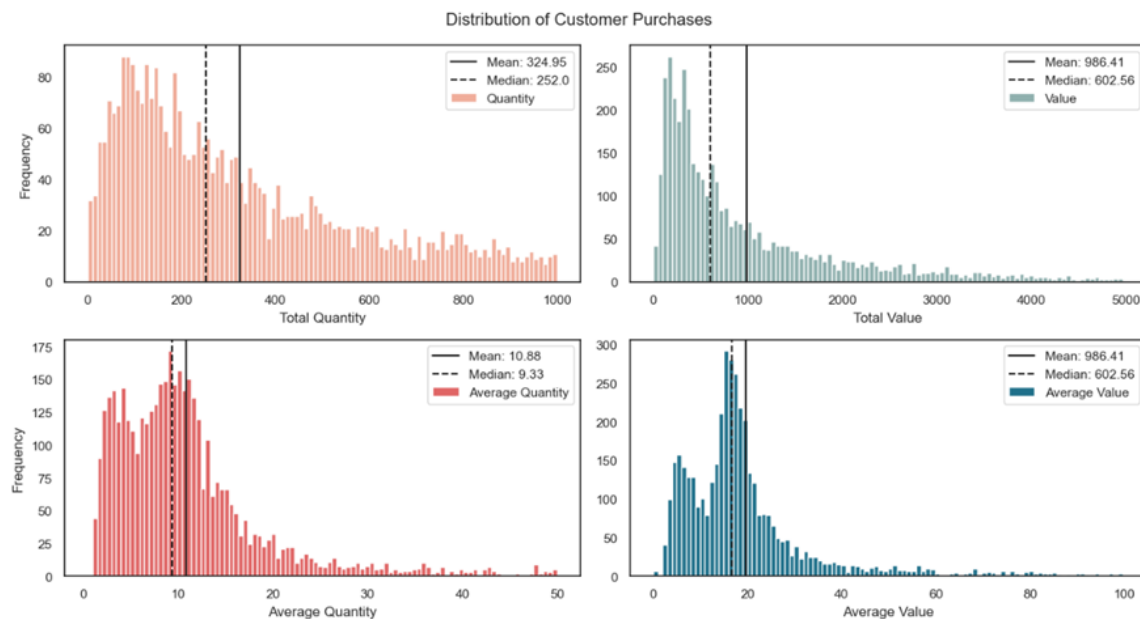 Distribution of Customer Purchases
Mean: 324.95
Median: 252.0
Quantity
Frequency
80
60
40
20
0
0 200 400 600 800 1000
Total Quantity
Mean: 986.41
Median: 602.56
Value
250
200
150
100
50
0
0 1000 2000 3000 4000 5000
Total Value
Mean: 10.88
Median: 9.33
Average Quantity
Frequency
175
150
125
100
75
50
25
0
0 10 20 30 40 50
Average Quantity
Mean: 986.41
Median: 602.56
Average Value
300
250
200
150
100
50
0
0 20 40 60 80 100
Average Value